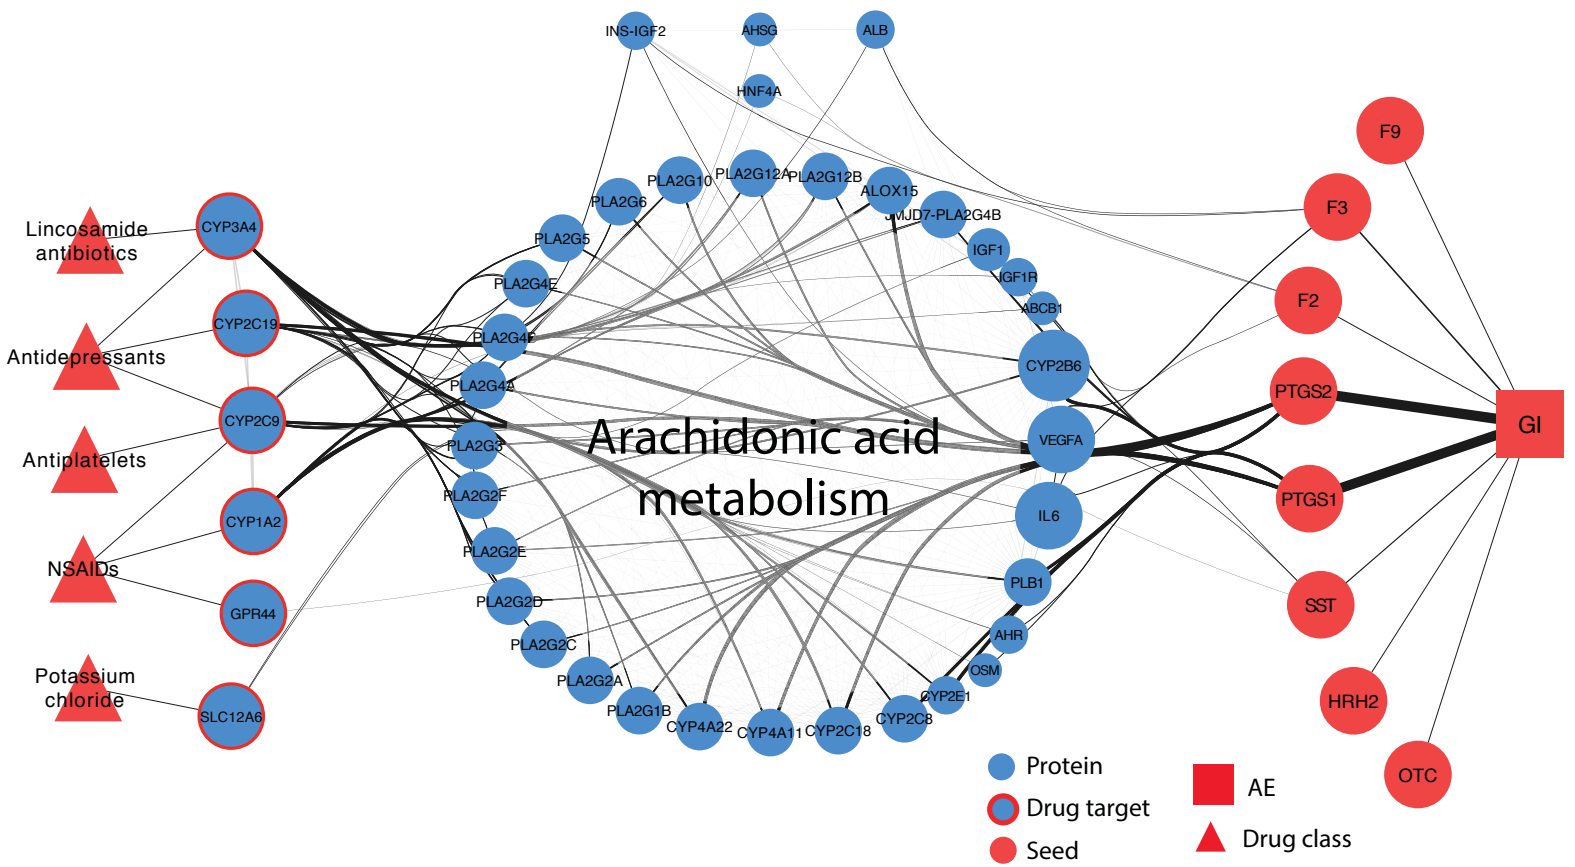 INS-IGF2
AHSG
ALB
HNF4A
F9
PLA2G12A
PLA2G12B
PLA2G10
ALOX15
PLA2G6
JMJD7-PLA2G4B
F3
CYP3A4
Lincosamide
antibiotics
PLA2G5
IGF1
IGF1R
PLA2G4E
F2
ABCB1
CYP2C19
Antidepressants
CYP2B6
PLA2G4A
PTGS2
CYP2C9
GI
Arachidonic acid
metabolism
VEGFA
PLA2G3
Antiplatelets
PTGS1
PLA2G2F
IL6
CYP1A2
PLA2G2E
NSAIDs
PLB1
PLA2G2D
SST
GPR44
AHR
PLA2G2C
OSM
PLA2G2A
Potassium
chloride
CYP2E1
HRH2
PLA2G1B
SLC12A6
CYP4A22
CYP4A11
CYP2C18
CYP2C8
OTC
Protein
Drug target
Seed
AE
Drug class